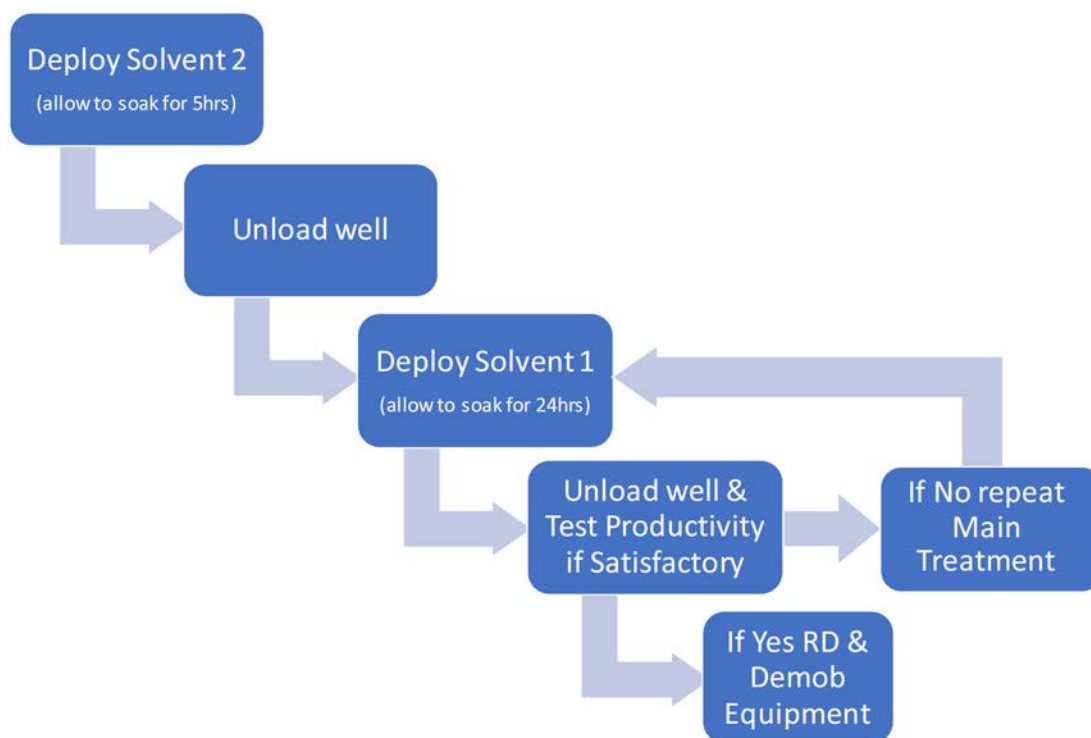 Deploy Solvent 2
(allow to soak for 5hrs)
Unload well
Deploy Solvent 1
(allow to soak for 24hrs)
Unload well &
Test Productivity
if Satisfactory
If No repeat
Main
Treatment
If Yes RD &
Demob
Equipment